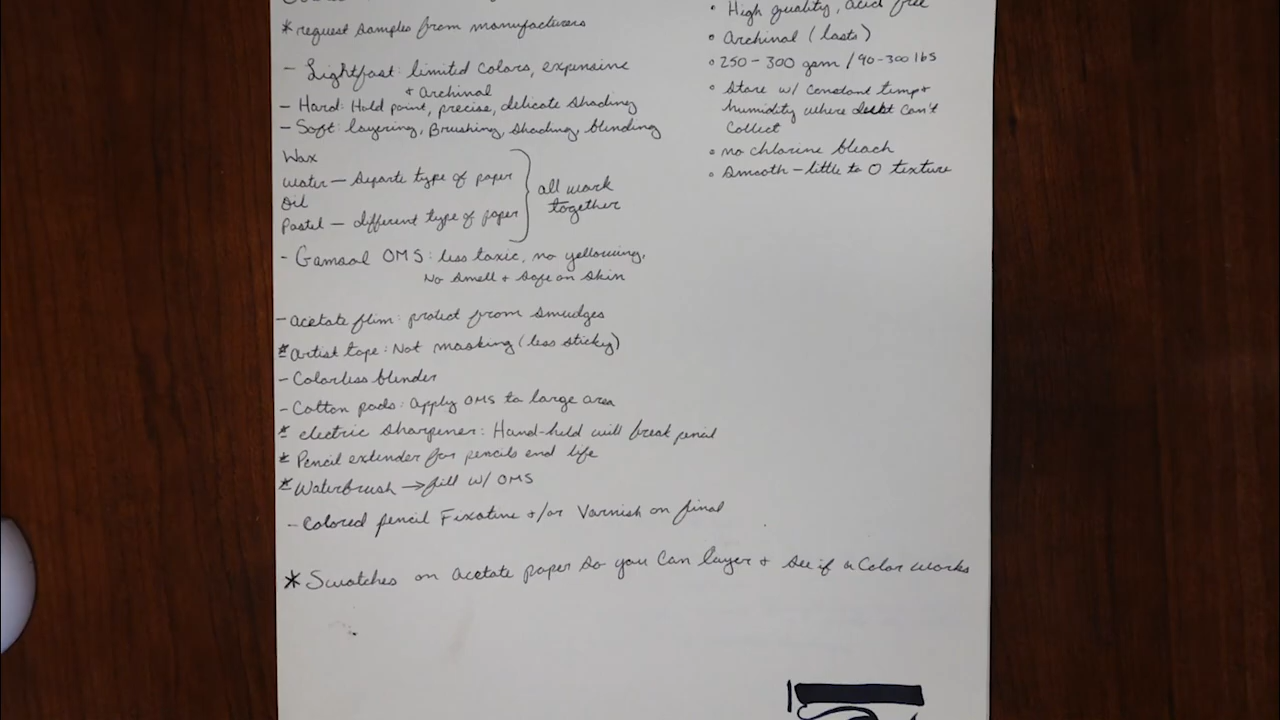 * request samples from manufacturers
- Lightfast: limited colors, expensive
+ Archinal
- Hard: Hold point, precise, delicate shading
- Soft: layering, Brushing, shading, blending
Wax
Water — separte type of paper
Oil
Pastel — different type of paper
all work
together
- Gamsol OMS: less toxic, no yellowing,
No smell + safe on skin
- Acetate flim: protect from smudges
* Artist tape: Not masking (less sticky)
- Colorless blender
- Cotton pads: apply OMS to large area
* electric sharpener: Hand-held will break pencil
* Pencil extender for pencils end life
* Waterbrush → fill w/ OMS
- Colored pencil Fixative +/or Varnish on final
* Swatches on acetate paper so you can layer + see if a Color works
• High quality, acid free
• Archinal (lasts)
• 250 - 300 gsm / 90-300 lbs
• Store w/ constant temp +
humidity where dust can't
collect
• no chlorine bleach
• smooth — little to 0 texture